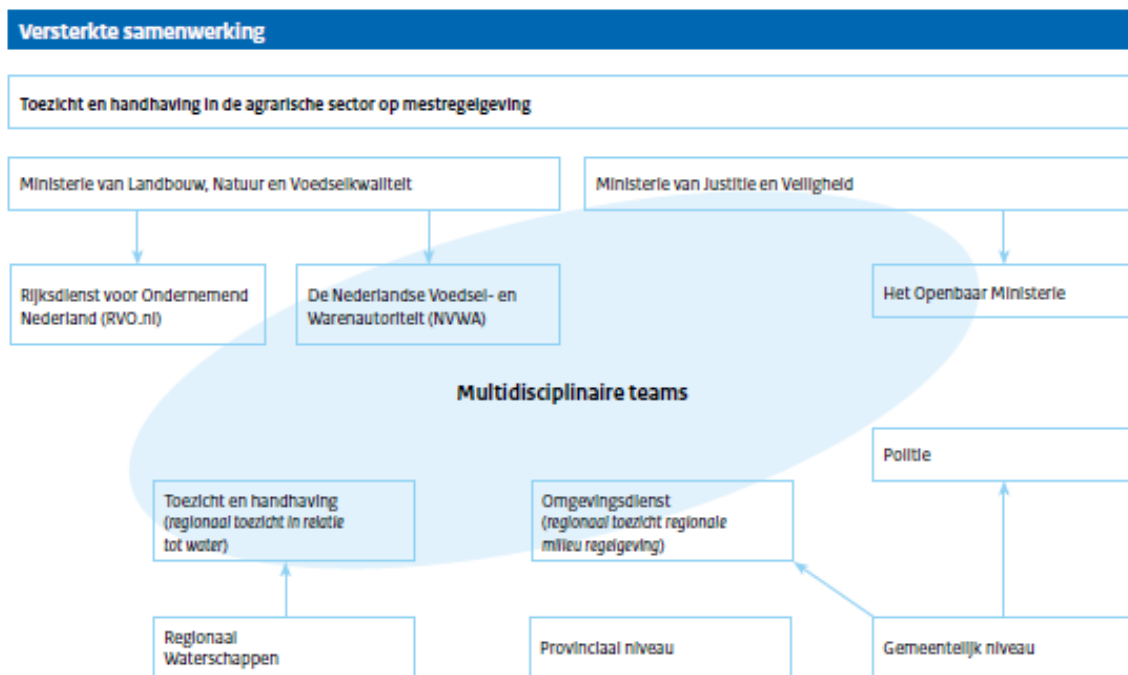 Versterkte samenwerking
Toezicht en handhaving in de agrarische sector op mestregelgeving
Ministerie van Landbouw, Natuur en Voedselkwaliteit
Ministerie van Justitie en Veiligheid
Rijksdienst voor Ondernemend
Nederland (RVO.nl)
De Nederlandse Voedsel- en
Warenautoriteit (NVWA)
Het Openbaar Ministerie
Multidisciplinaire teams
Politie
Toezicht en handhaving
(regionaal toezicht in relatie
tot water)
Omgevingsdienst
(regionaal toezicht regionale
milieu regelgeving)
Regionaal
Waterschappen
Provinciaal niveau
Gemeentelijk niveau